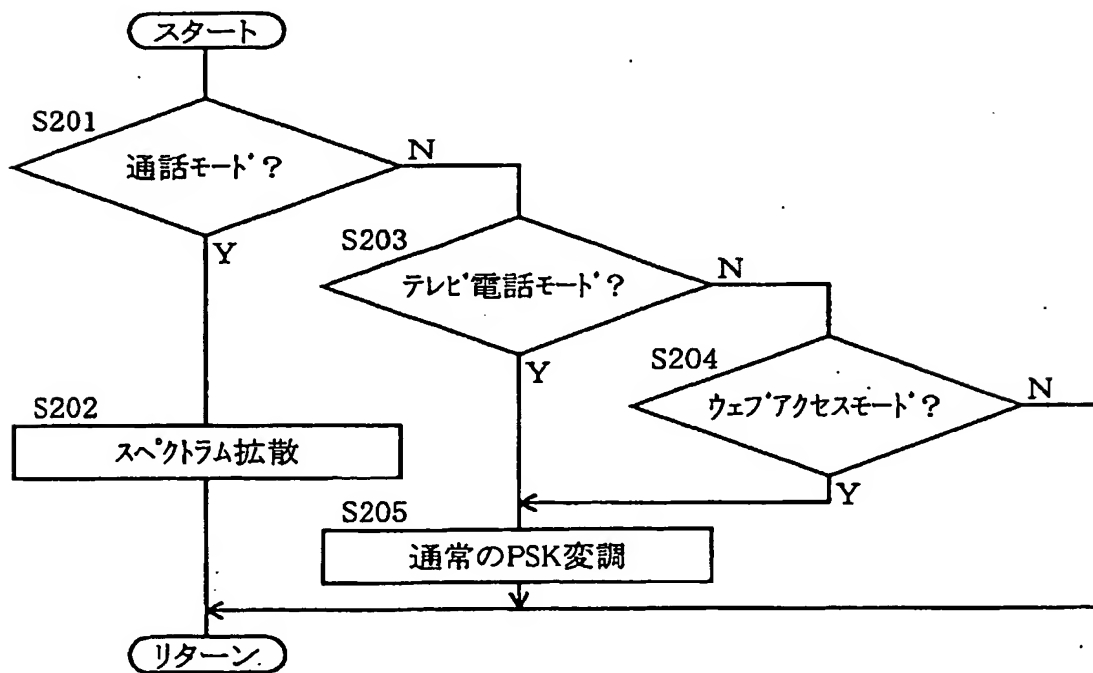 スタート
S201
通話モード?
N
Y
S203
テレビ電話モード?
N
Y
S204
ウェブアクセスモード?
N
Y
S202
スペクトラム拡散
S205
通常のPSK変調
リターン